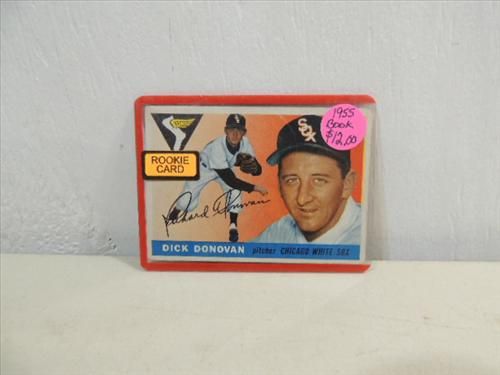 1955
Book
$12.00
SOX
ROOKIE
CARD
Richard Donovan
DICK DONOVAN pitcher CHICAGO WHITE SOX